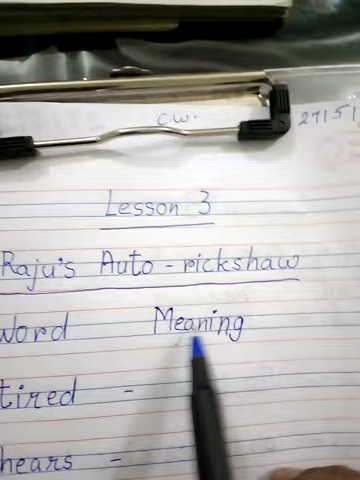 C.W.
Lesson 3
Raju's Auto-rickshaw
Word Meaning
tired -
hears -